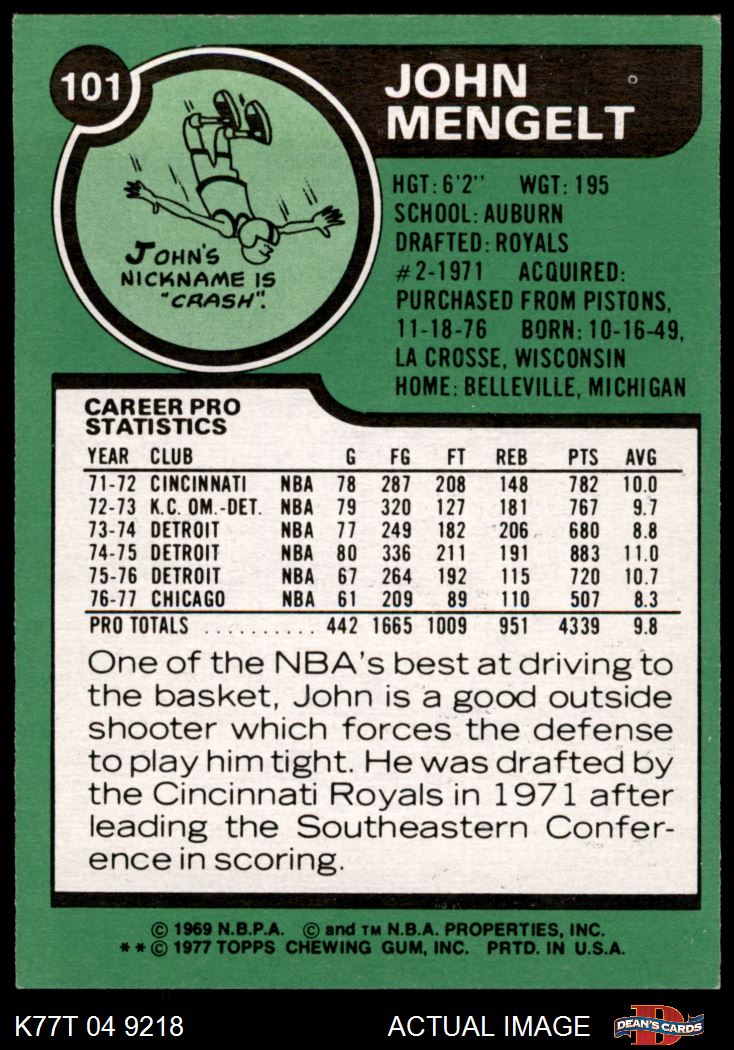 101
JOHN
MENGELT
JOHN'S
NICKNAME IS
"CRASH".
HGT: 6'2'' WGT: 195
SCHOOL: AUBURN
DRAFTED: ROYALS
#2-1971 ACQUIRED:
PURCHASED FROM PISTONS,
11-18-76 BORN: 10-16-49,
LA CROSSE, WISCONSIN
HOME: BELLEVILLE, MICHIGAN
CAREER PRO
STATISTICS
YEAR CLUB G FG FT REB PTS AVG
71-72 CINCINNATI NBA 78 287 208 148 782 10.0
72-73 K.C. OM.-DET. NBA 79 320 127 181 767 9.7
73-74 DETROIT NBA 77 249 182 206 680 8.8
74-75 DETROIT NBA 80 336 211 191 883 11.0
75-76 DETROIT NBA 67 264 192 115 720 10.7
76-77 CHICAGO NBA 61 209 89 110 507 8.3
PRO TOTALS .......... 442 1665 1009 951 4339 9.8
One of the NBA's best at driving to
the basket, John is a good outside
shooter which forces the defense
to play him tight. He was drafted by
the Cincinnati Royals in 1971 after
leading the Southeastern Confer-
ence in scoring.
© 1969 N.B.P.A. © and TM N.B.A. PROPERTIES, INC.
**© 1977 TOPPS CHEWING GUM, INC. PRTD. IN U.S.A.
K77T 04 9218 ACTUAL IMAGE D DEAN'S CARDS